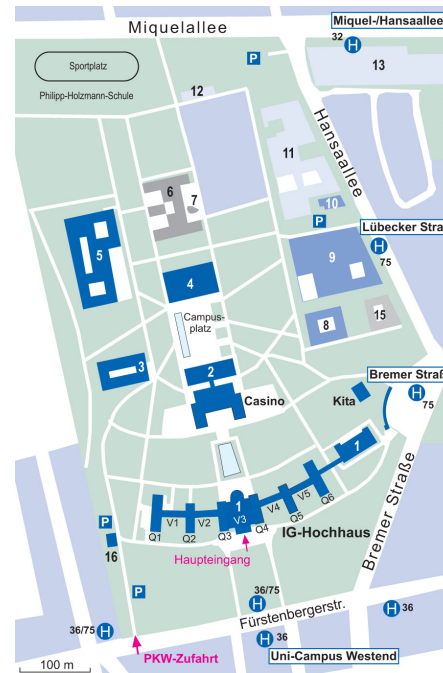 Miquelallee
Miquel-/Hansaallee
32
H
P
13
Sportplatz
Philipp-Holzmann-Schule
12
Hansaallee
11
6
7
10
P
Lübecker Straß
H
75
5
9
4
Campus-
platz
8
15
3
2
Bremer Straß
Casino
Kita
H
75
1
1
V1
V2
V3
V4
V5
Q1
Q2
Q3
Q4
Q5
Q6
IG-Hochhaus
Bremer Straße
P
16
Haupteingang
P
36/75
H
Fürstenbergerstr.
H
36
36/75
H
H
36
PKW-Zufahrt
Uni-Campus Westend
100 m